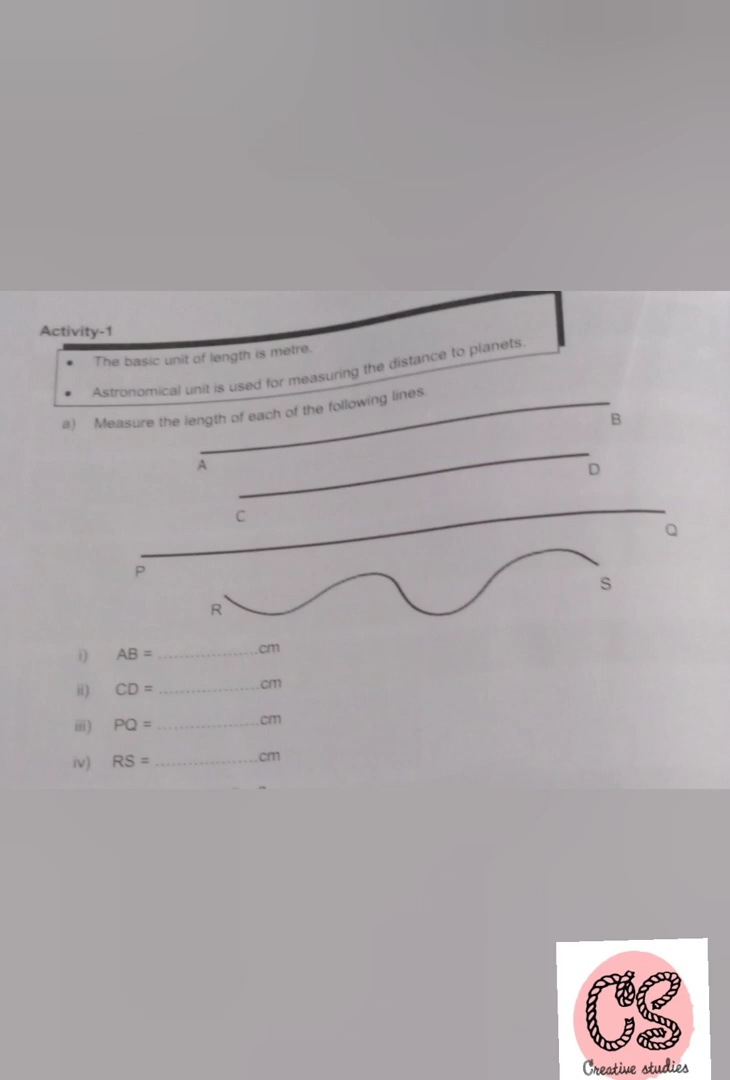 Activity-1
• The basic unit of length is metre.
• Astronomical unit is used for measuring the distance to planets.
a) Measure the length of each of the following lines.
A B
C D
P Q
R S
i) AB = ...................cm
ii) CD = ...................cm
iii) PQ = ...................cm
iv) RS = ...................cm
CS
Creative studies